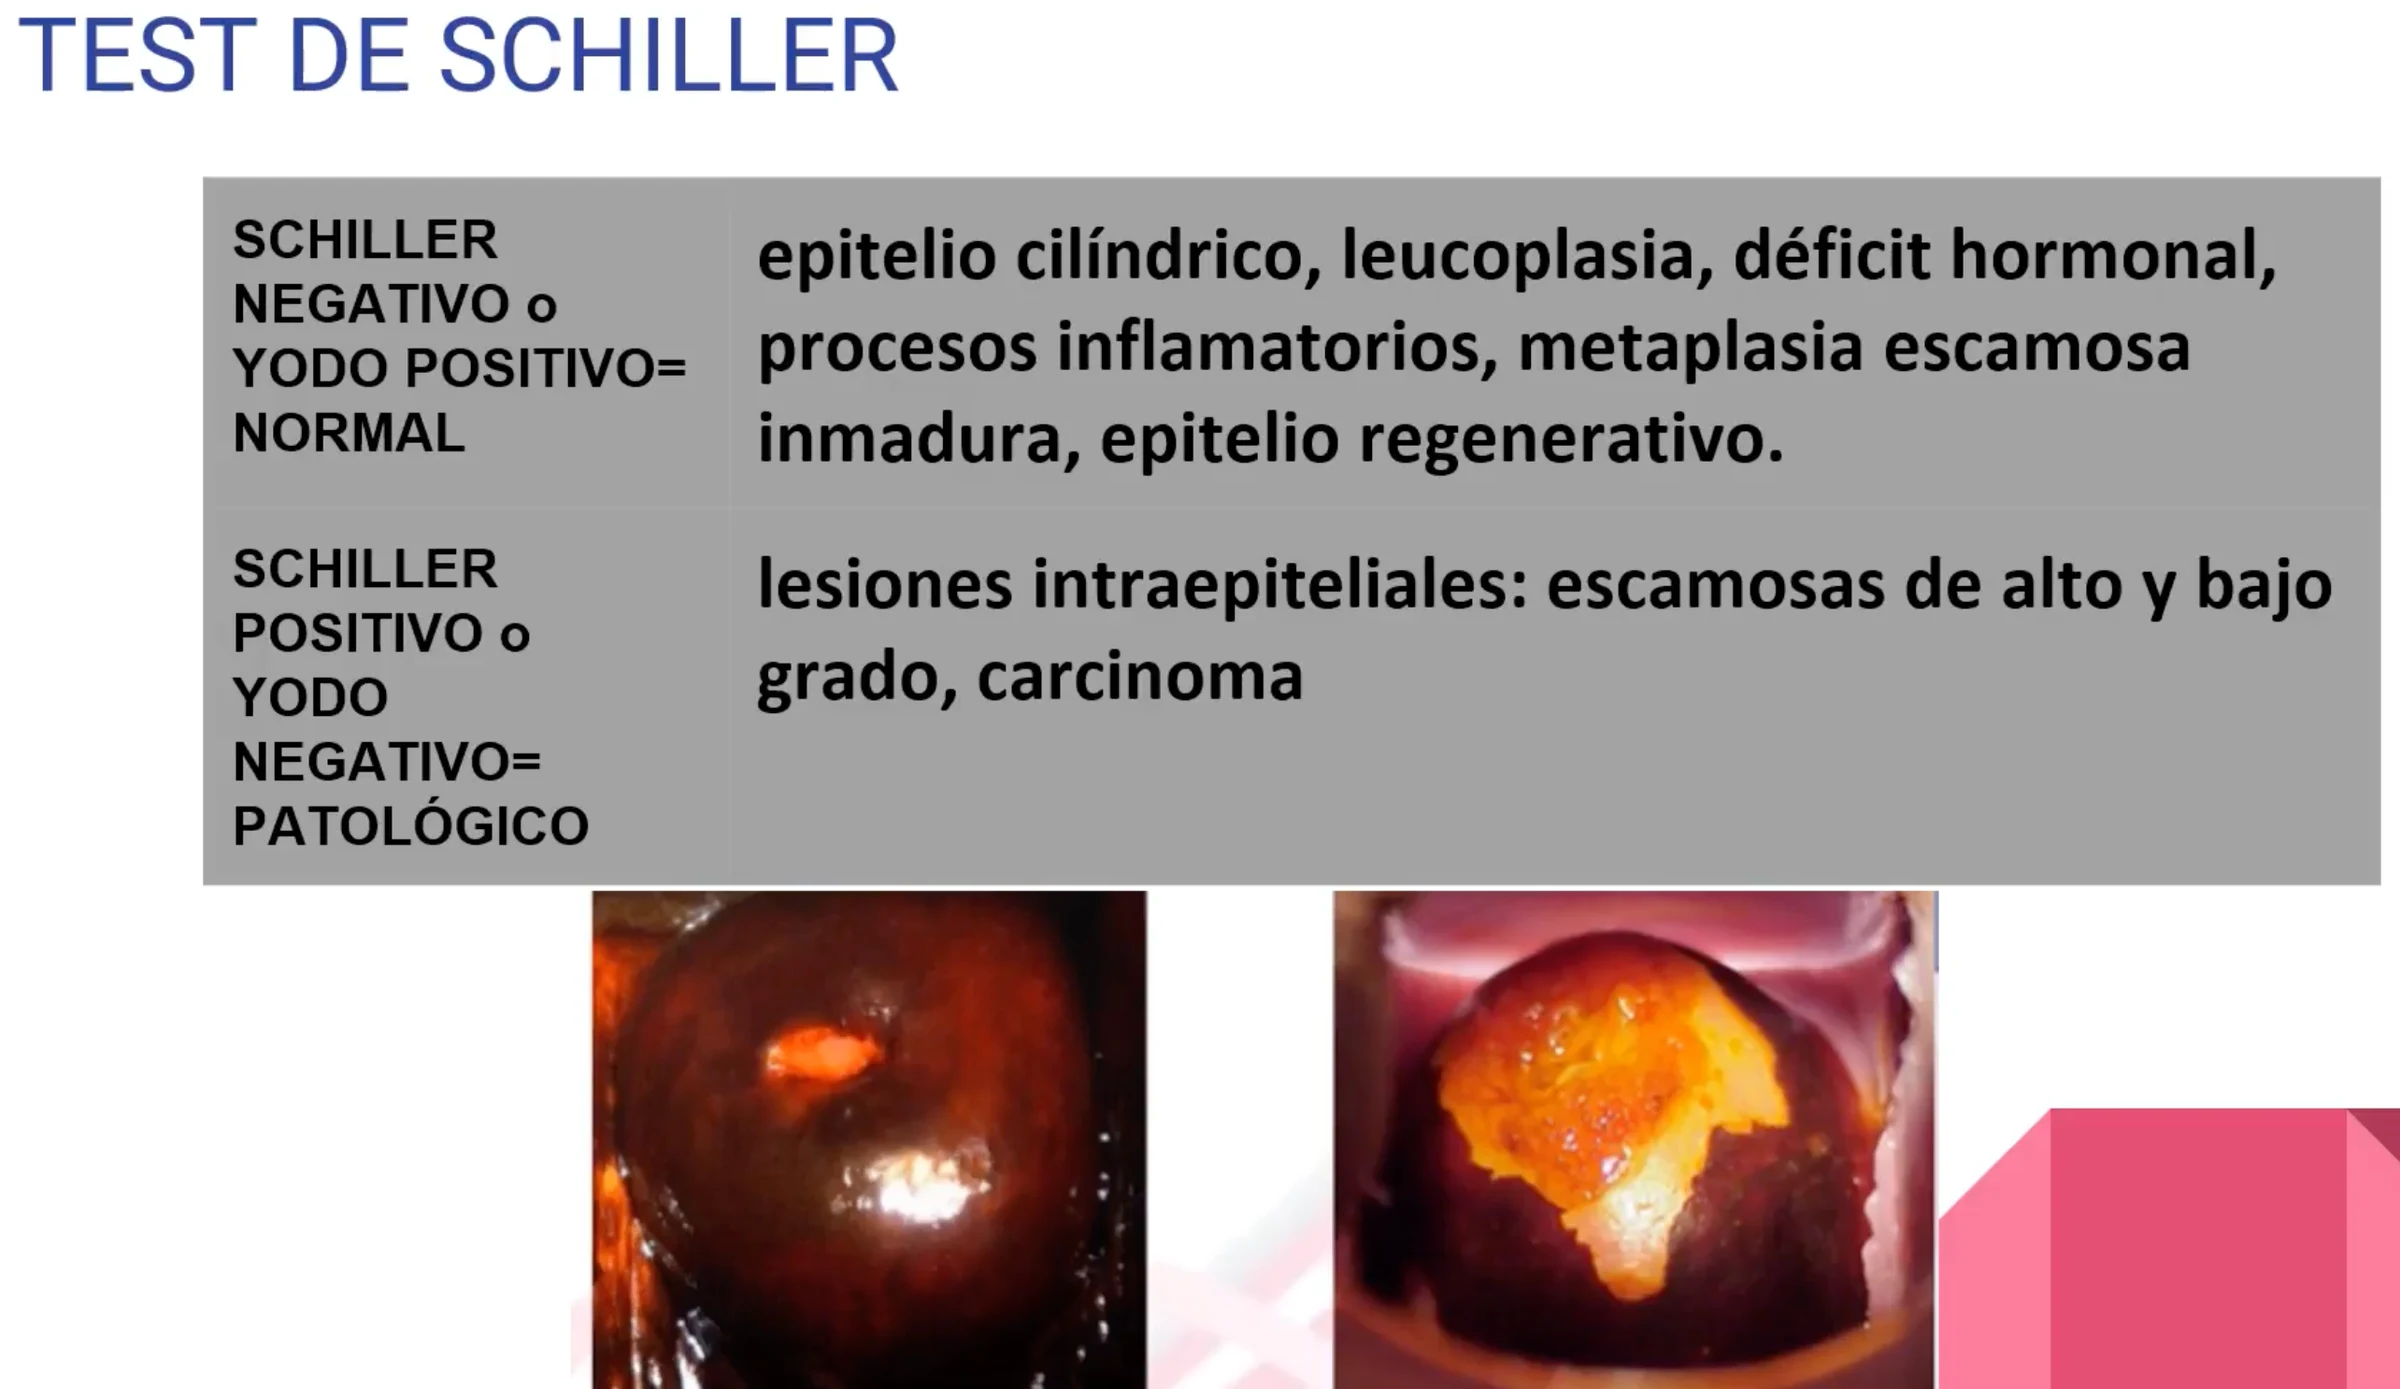 TEST DE SCHILLER
SCHILLER
NEGATIVO o
YODO POSITIVO=
NORMAL
epitelio cilíndrico, leucoplasia, déficit hormonal,
procesos inflamatorios, metaplasia escamosa
inmadura, epitelio regenerativo.
SCHILLER
POSITIVO o
YODO
NEGATIVO=
PATOLÓGICO
lesiones intraepiteliales: escamosas de alto y bajo
grado, carcinoma